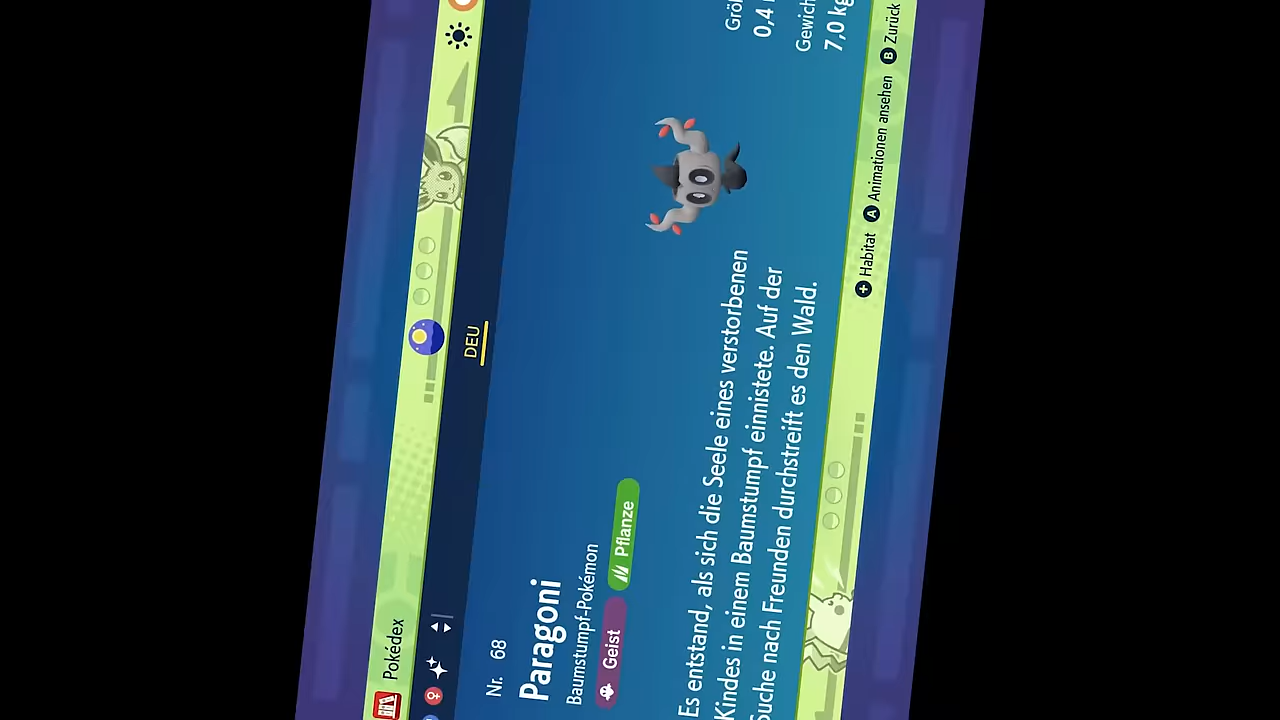 Pokédex
DEU
Nr. 68
Paragoni
Baumstumpf-Pokémon
Geist
Pflanze
Es entstand, als sich die Seele eines verstorbenen
Kindes in einem Baumstumpf einnistete. Auf der
Suche nach Freunden durchstreift es den Wald.
0,4
7,0 kg
+ Habitat A Animationen ansehen B Zurück